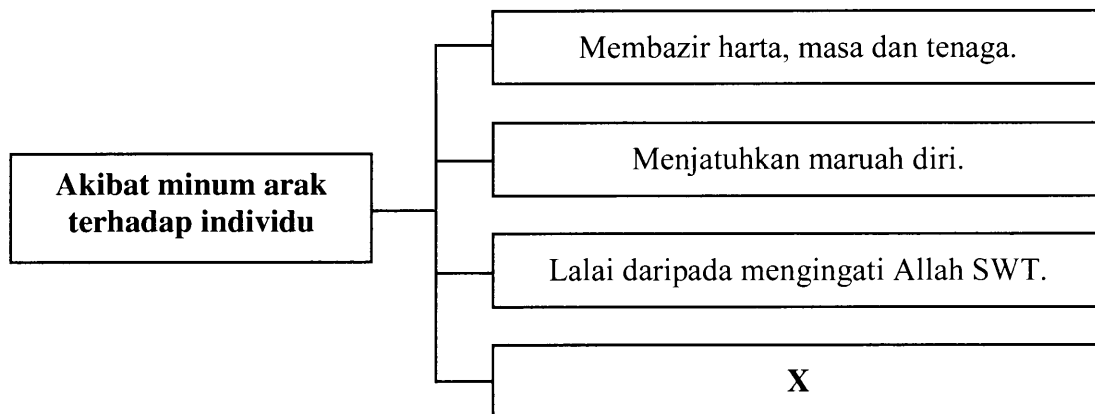 Akibat minum arak
terhadap individu
Membazir harta, masa dan tenaga.
Menjatuhkan maruah diri.
Lalai daripada mengingati Allah SWT.
X